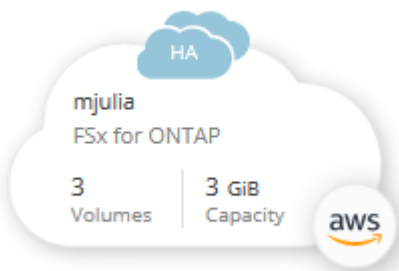 HA
mjulia
FSx for ONTAP
3
Volumes
3 GiB
Capacity
aws